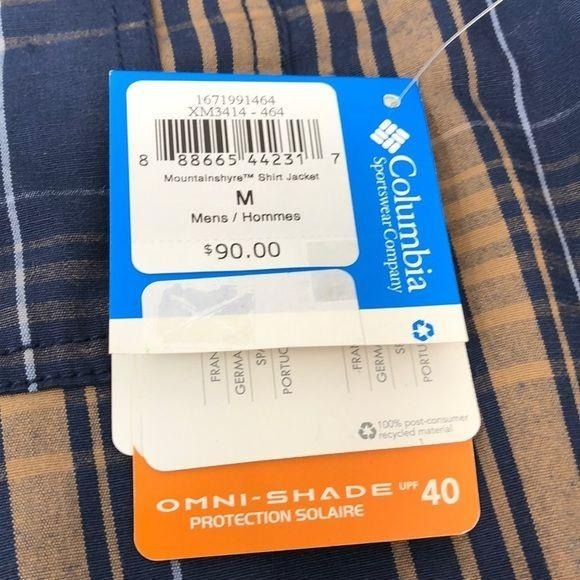 1671991464
XM3414 - 464
8 88665 44231 7
Mountainshyre™ Shirt Jacket
M
Mens / Hommes
$90.00
Columbia
Sportswear Company
FRAN
GERMA
SPA
PORTUG
GERMA
PORTU
100% post-consumer
recycled material
OMNI-SHADE UPF 40
PROTECTION SOLAIRE